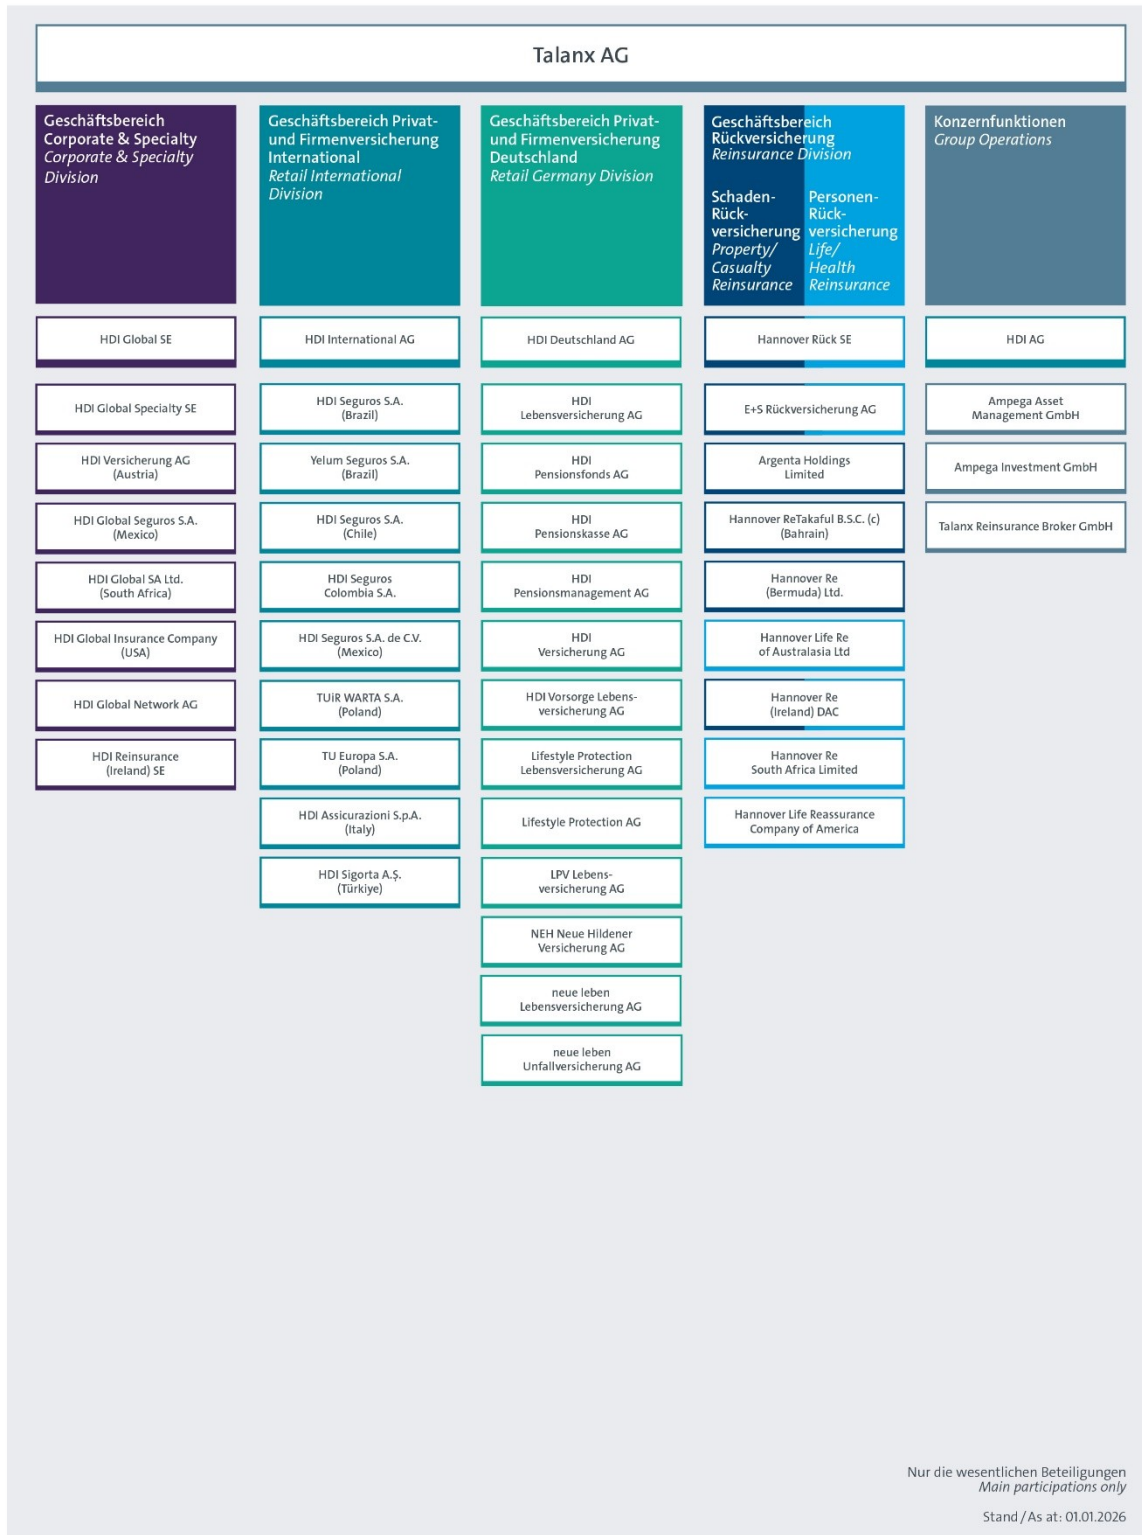 Talanx AG
Geschäftsbereich
Corporate & Specialty
Corporate & Specialty
Division
Geschäftsbereich Privat-
und Firmenversicherung
International
Retail International
Division
Geschäftsbereich Privat-
und Firmenversicherung
Deutschland
Retail Germany Division
Geschäftsbereich
Rückversicherung
Reinsurance Division
Schaden-
Rück-
versicherung
Property/
Casualty
Reinsurance
Personen-
Rück-
versicherung
Life/
Health
Reinsurance
Konzernfunktionen
Group Operations
HDI Global SE
HDI Global Specialty SE
HDI Versicherung AG
(Austria)
HDI Global Seguros S.A.
(Mexico)
HDI Global SA Ltd.
(South Africa)
HDI Global Insurance Company
(USA)
HDI Global Network AG
HDI Reinsurance
(Ireland) SE
HDI International AG
HDI Seguros S.A.
(Brazil)
Yelum Seguros S.A.
(Brazil)
HDI Seguros S.A.
(Chile)
HDI Seguros
Colombia S.A.
HDI Seguros S.A. de C.V.
(Mexico)
TUiR WARTA S.A.
(Poland)
TU Europa S.A.
(Poland)
HDI Assicurazioni S.p.A.
(Italy)
HDI Sigorta A.Ş.
(Türkiye)
HDI Deutschland AG
HDI
Lebensversicherung AG
HDI
Pensionsfonds AG
HDI
Pensionskasse AG
HDI
Pensionsmanagement AG
HDI
Versicherung AG
HDI Vorsorge Lebens-
versicherung AG
Lifestyle Protection
Lebensversicherung AG
Lifestyle Protection AG
LPV Lebens-
versicherung AG
NEH Neue Hildener
Versicherung AG
neue leben
Lebensversicherung AG
neue leben
Unfallversicherung AG
Hannover Rück SE
E+S Rückversicherung AG
Argenta Holdings
Limited
Hannover ReTakaful B.S.C. (c)
(Bahrain)
Hannover Re
(Bermuda) Ltd.
Hannover Life Re
of Australasia Ltd
Hannover Re
(Ireland) DAC
Hannover Re
South Africa Limited
Hannover Life Reassurance
Company of America
HDI AG
Ampega Asset
Management GmbH
Ampega Investment GmbH
Talanx Reinsurance Broker GmbH
Nur die wesentlichen Beteiligungen
Main participations only
Stand / As at: 01.01.2026